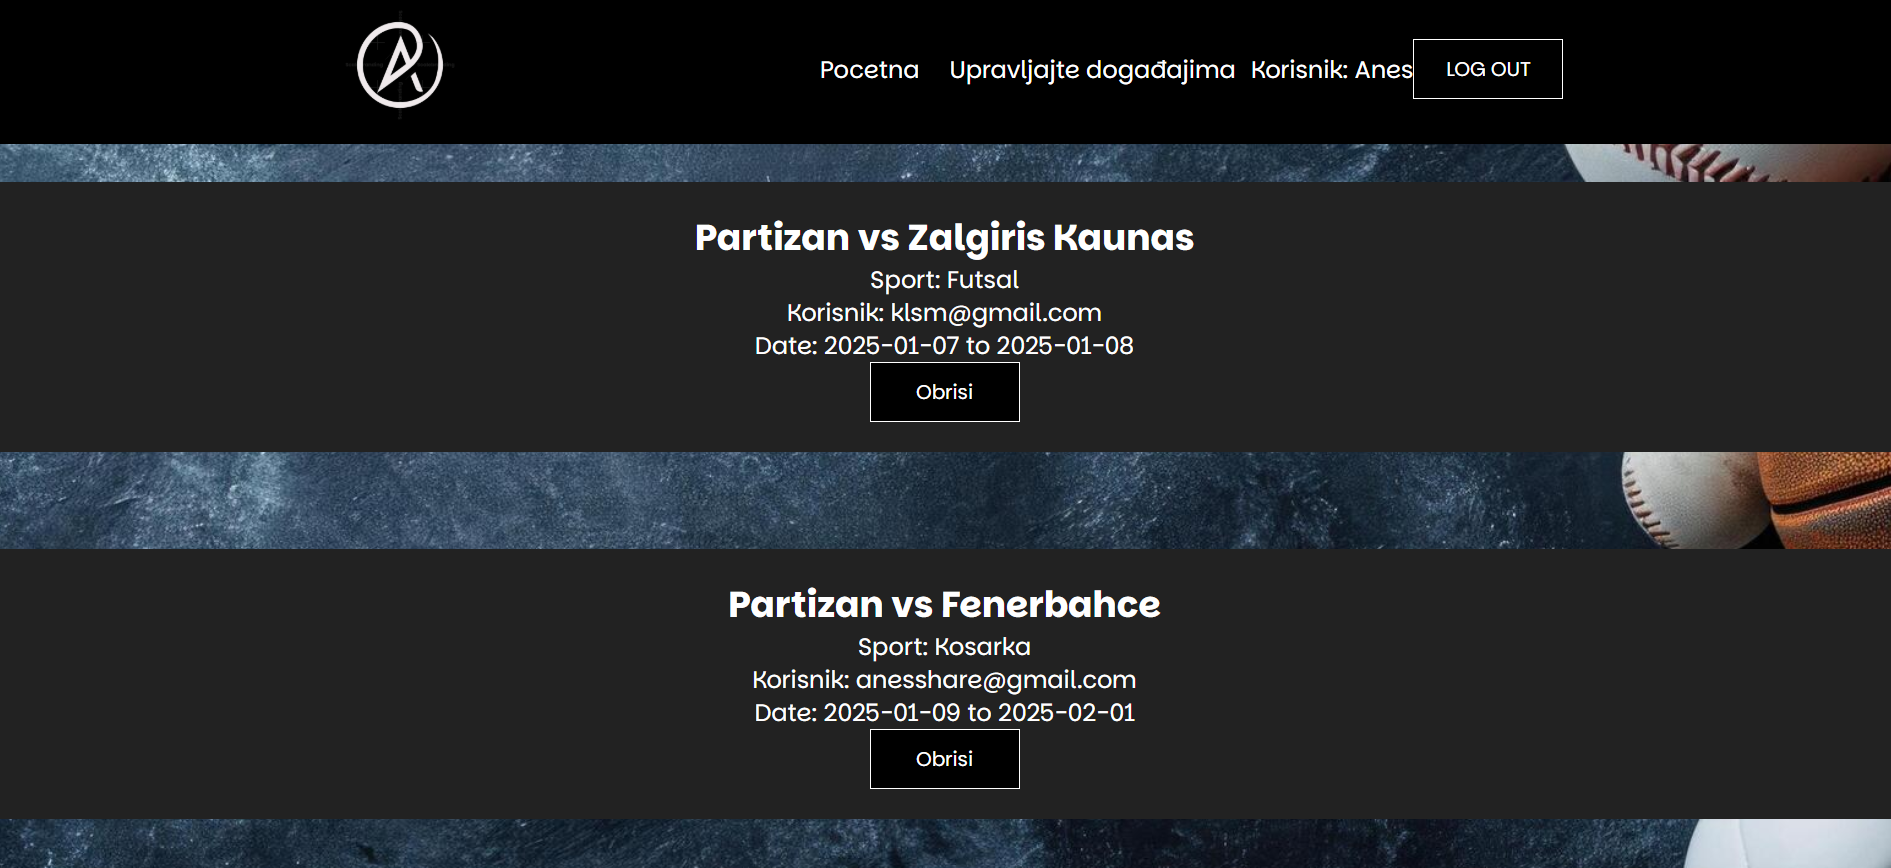 Pocetna Upravljajte događajima Korisnik: Anes LOG OUT
Partizan vs Zalgiris Kaunas
Sport: Futsal
Korisnik: klsm@gmail.com
Date: 2025-01-07 to 2025-01-08
Obrisi
Partizan vs Fenerbahce
Sport: Kosarka
Korisnik: anesshare@gmail.com
Date: 2025-01-09 to 2025-02-01
Obrisi